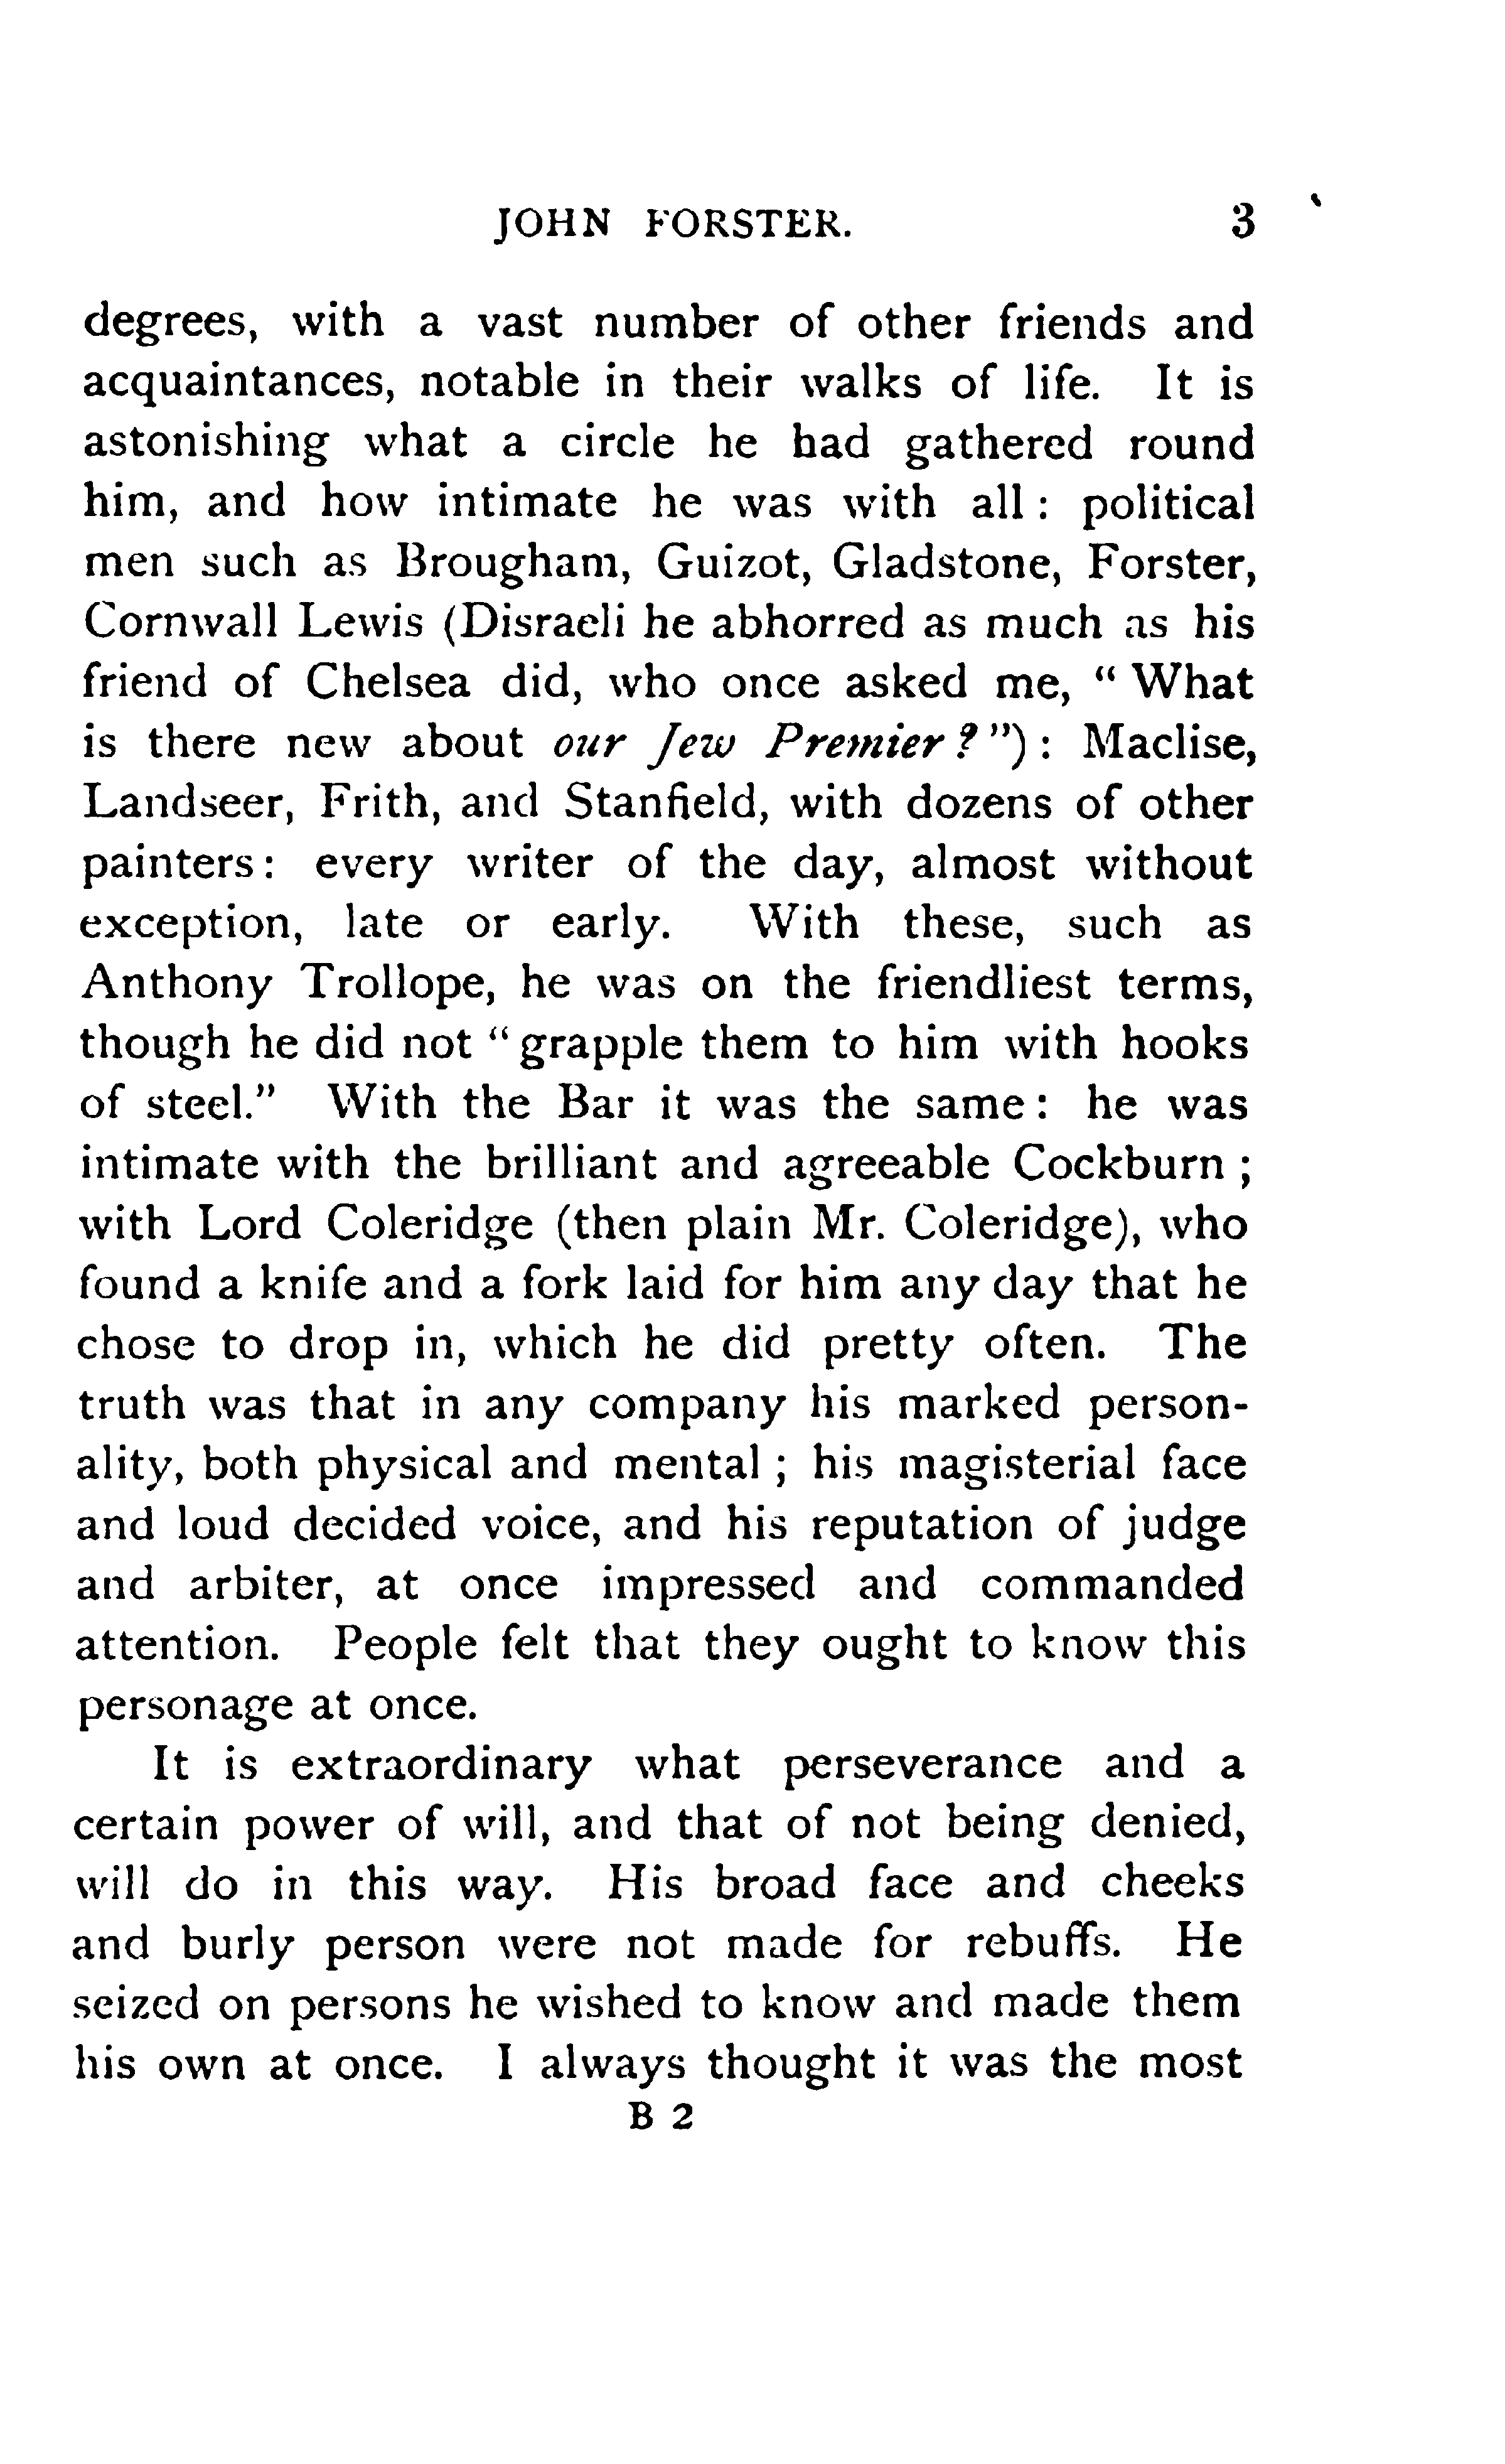 JOHN FORSTER. 3
degrees, with a vast number of other friends and
acquaintances, notable in their walks of life. It is
astonishing what a circle he had gathered round
him, and how intimate he was with all : political
men such as Brougham, Guizot, Gladstone, Forster,
Cornwall Lewis (Disraeli he abhorred as much as his
friend of Chelsea did, who once asked me, “ What
is there new about our Jew Premier ? ”) : Maclise,
Landseer, Frith, and Stanfield, with dozens of other
painters : every writer of the day, almost without
exception, late or early. With these, such as
Anthony Trollope, he was on the friendliest terms,
though he did not “ grapple them to him with hooks
of steel.” With the Bar it was the same : he was
intimate with the brilliant and agreeable Cockburn ;
with Lord Coleridge (then plain Mr. Coleridge), who
found a knife and a fork laid for him any day that he
chose to drop in, which he did pretty often. The
truth was that in any company his marked person-
ality, both physical and mental ; his magisterial face
and loud decided voice, and his reputation of judge
and arbiter, at once impressed and commanded
attention. People felt that they ought to know this
personage at once.
It is extraordinary what perseverance and a
certain power of will, and that of not being denied,
will do in this way. His broad face and cheeks
and burly person were not made for rebuffs. He
seized on persons he wished to know and made them
his own at once. I always thought it was the most
B 2